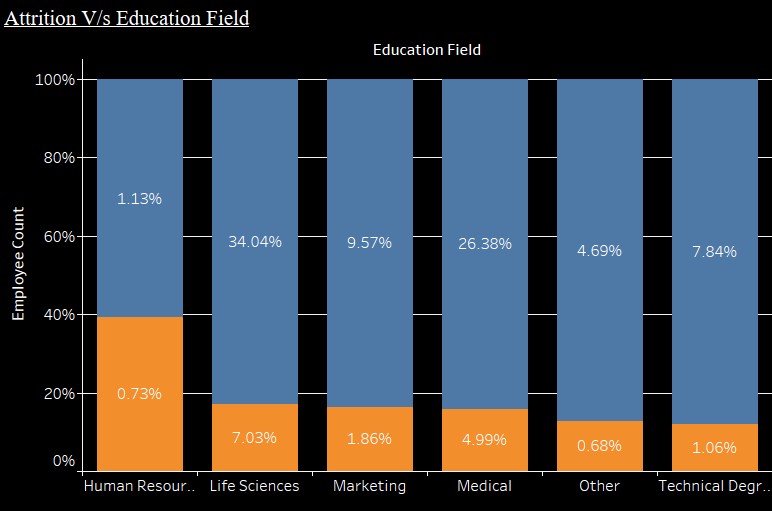 Attrition V/s Education Field
Education Field
100%
80%
60%
40%
20%
0%
Employee Count
1.13%
34.04%
9.57%
26.38%
4.69%
7.84%
0.73%
7.03%
1.86%
4.99%
0.68%
1.06%
Human Resour..
Life Sciences
Marketing
Medical
Other
Technical Degr..